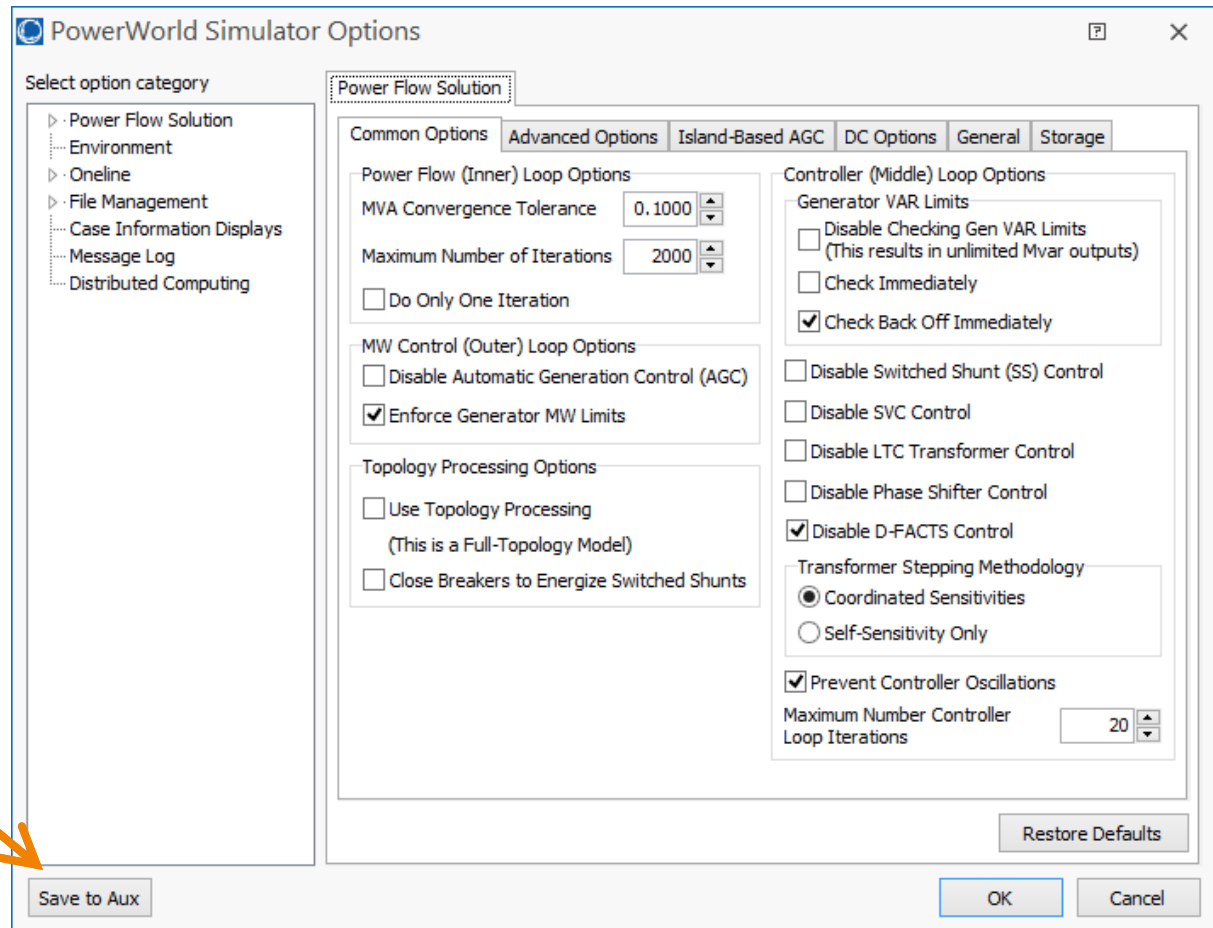 PowerWorld Simulator Options
Select option category
Power Flow Solution
Environment
Oneline
File Management
Case Information Displays
Message Log
Distributed Computing
Power Flow Solution
Common Options
Advanced Options
Island-Based AGC
DC Options
General
Storage
Power Flow (Inner) Loop Options
MVA Convergence Tolerance 0.1000
Maximum Number of Iterations 2000
Do Only One Iteration
MW Control (Outer) Loop Options
Disable Automatic Generation Control (AGC)
Enforce Generator MW Limits
Topology Processing Options
Use Topology Processing
(This is a Full-Topology Model)
Close Breakers to Energize Switched Shunts
Controller (Middle) Loop Options
Generator VAR Limits
Disable Checking Gen VAR Limits
(This results in unlimited Mvar outputs)
Check Immediately
Check Back Off Immediately
Disable Switched Shunt (SS) Control
Disable SVC Control
Disable LTC Transformer Control
Disable Phase Shifter Control
Disable D-FACTS Control
Transformer Stepping Methodology
Coordinated Sensitivities
Self-Sensitivity Only
Prevent Controller Oscillations
Maximum Number Controller
Loop Iterations 20
Restore Defaults
Save to Aux
OK
Cancel